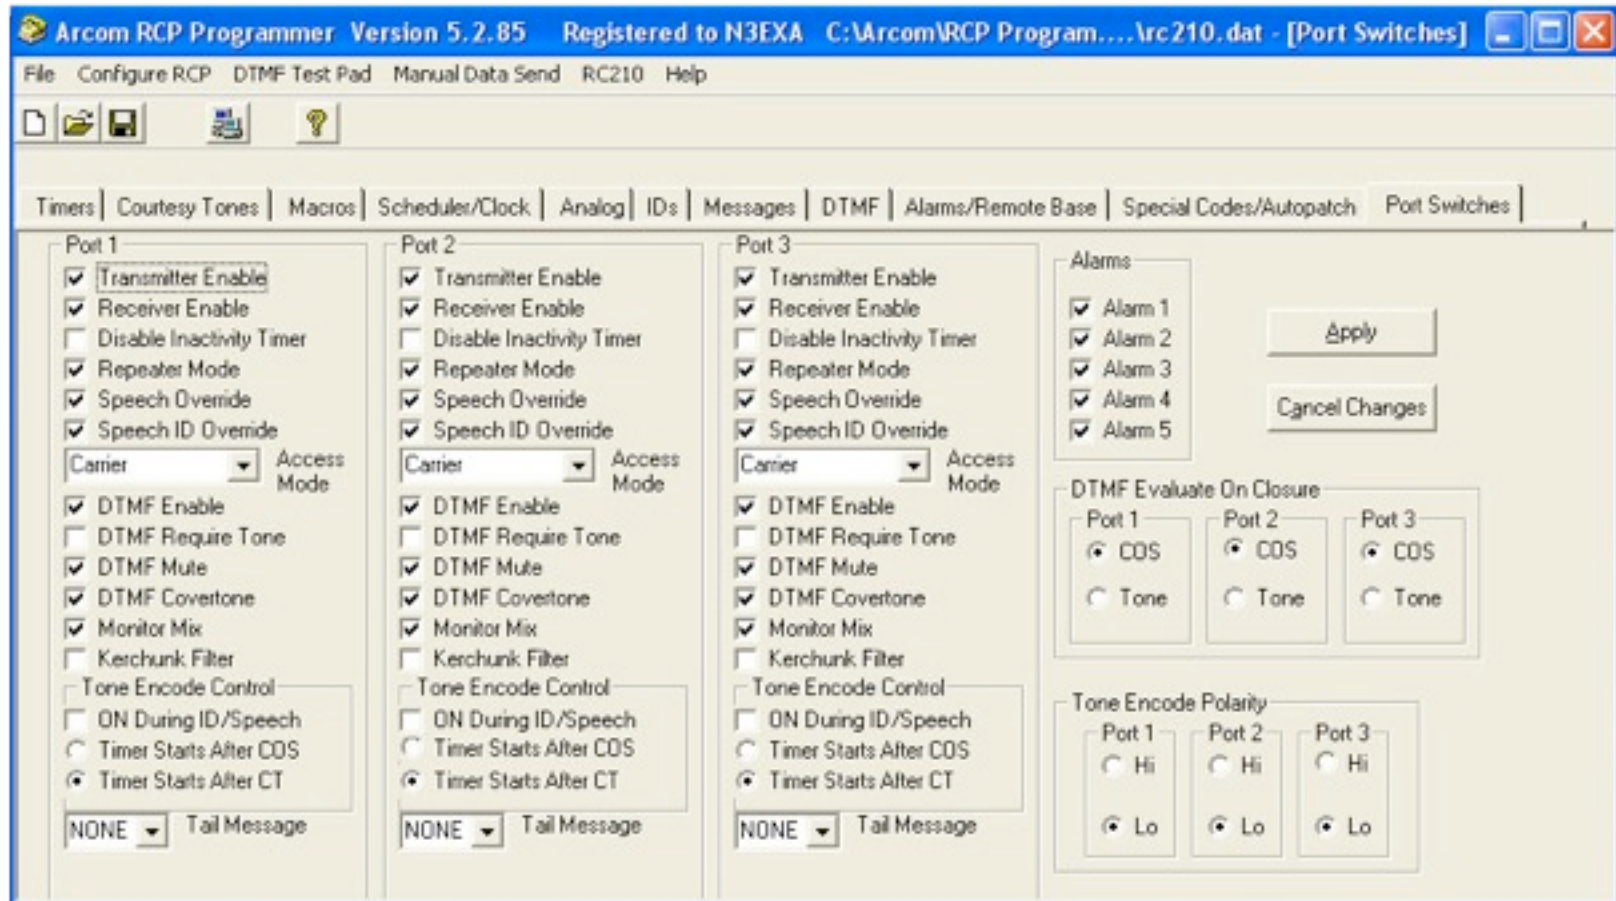 Arcom RCP Programmer Version 5.2.85 Registered to N3EXA C:\Arcom\RCP Program....\rc210.dat - [Port Switches]
File Configure RCP DTMF Test Pad Manual Data Send RC210 Help
Timers Courtesy Tones Macros Scheduler/Clock Analog IDs Messages DTMF Alarms/Remote Base Special Codes/Autopatch Port Switches
Port 1
Transmitter Enable
Receiver Enable
Disable Inactivity Timer
Repeater Mode
Speech Override
Speech ID Override
Carrier Access Mode
DTMF Enable
DTMF Require Tone
DTMF Mute
DTMF Covertone
Monitor Mix
Kerchunk Filter
Tone Encode Control
ON During ID/Speech
Timer Starts After COS
Timer Starts After CT
NONE Tail Message
Port 2
Transmitter Enable
Receiver Enable
Disable Inactivity Timer
Repeater Mode
Speech Override
Speech ID Override
Carrier Access Mode
DTMF Enable
DTMF Require Tone
DTMF Mute
DTMF Covertone
Monitor Mix
Kerchunk Filter
Tone Encode Control
ON During ID/Speech
Timer Starts After COS
Timer Starts After CT
NONE Tail Message
Port 3
Transmitter Enable
Receiver Enable
Disable Inactivity Timer
Repeater Mode
Speech Override
Speech ID Override
Carrier Access Mode
DTMF Enable
DTMF Require Tone
DTMF Mute
DTMF Covertone
Monitor Mix
Kerchunk Filter
Tone Encode Control
ON During ID/Speech
Timer Starts After COS
Timer Starts After CT
NONE Tail Message
Alarms
Alarm 1
Alarm 2
Alarm 3
Alarm 4
Alarm 5
Apply
Cancel Changes
DTMF Evaluate On Closure
Port 1 Port 2 Port 3
COS COS COS
Tone Tone Tone
Tone Encode Polarity
Port 1 Port 2 Port 3
Hi Hi Hi
Lo Lo Lo